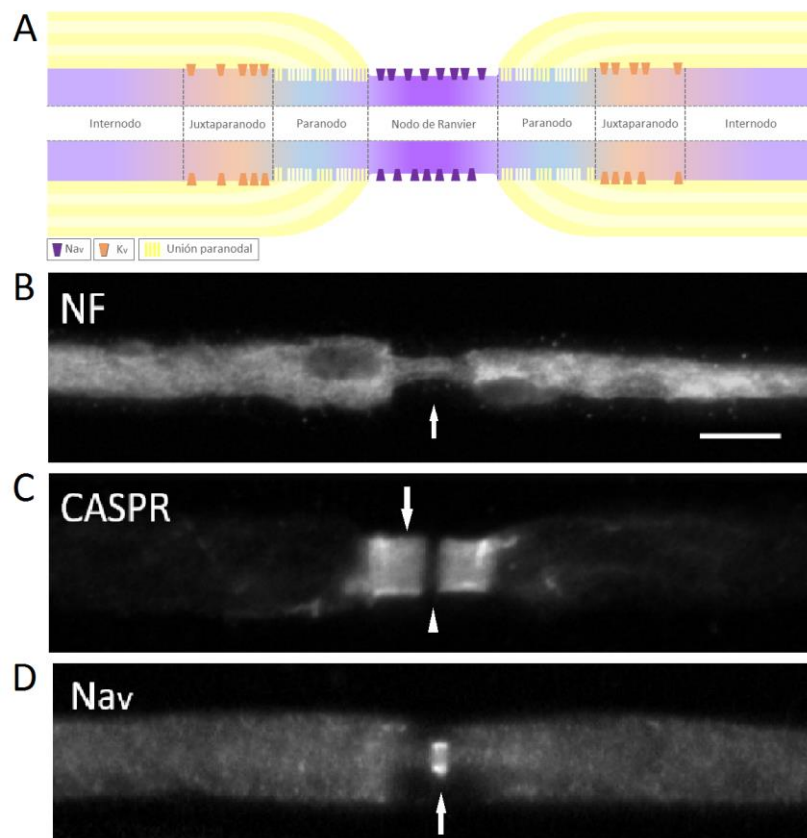 A
Internodo Juxtaparanodo Paranodo Nodo de Ranvier Paranodo Juxtaparanodo Internodo
Nav Kv Unión paranodal
B
NF
C
CASPR
D
Nav